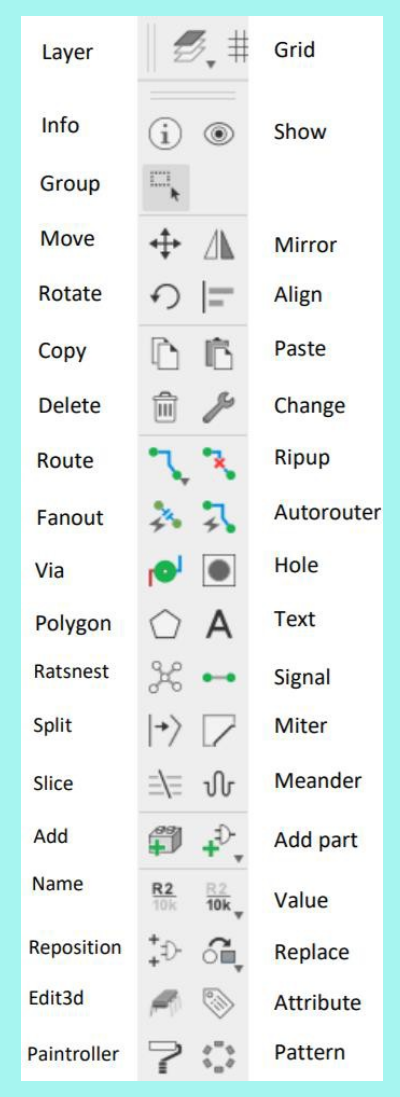 Layer Grid
Info Show
Group
Move Mirror
Rotate Align
Copy Paste
Delete Change
Route Ripup
Fanout Autorouter
Via Hole
Polygon A Text
Ratsnest Signal
Split Miter
Slice Meander
Add Add part
Name R2 10k R2 10k Value
Reposition Replace
Edit3d Attribute
Paintroller Pattern